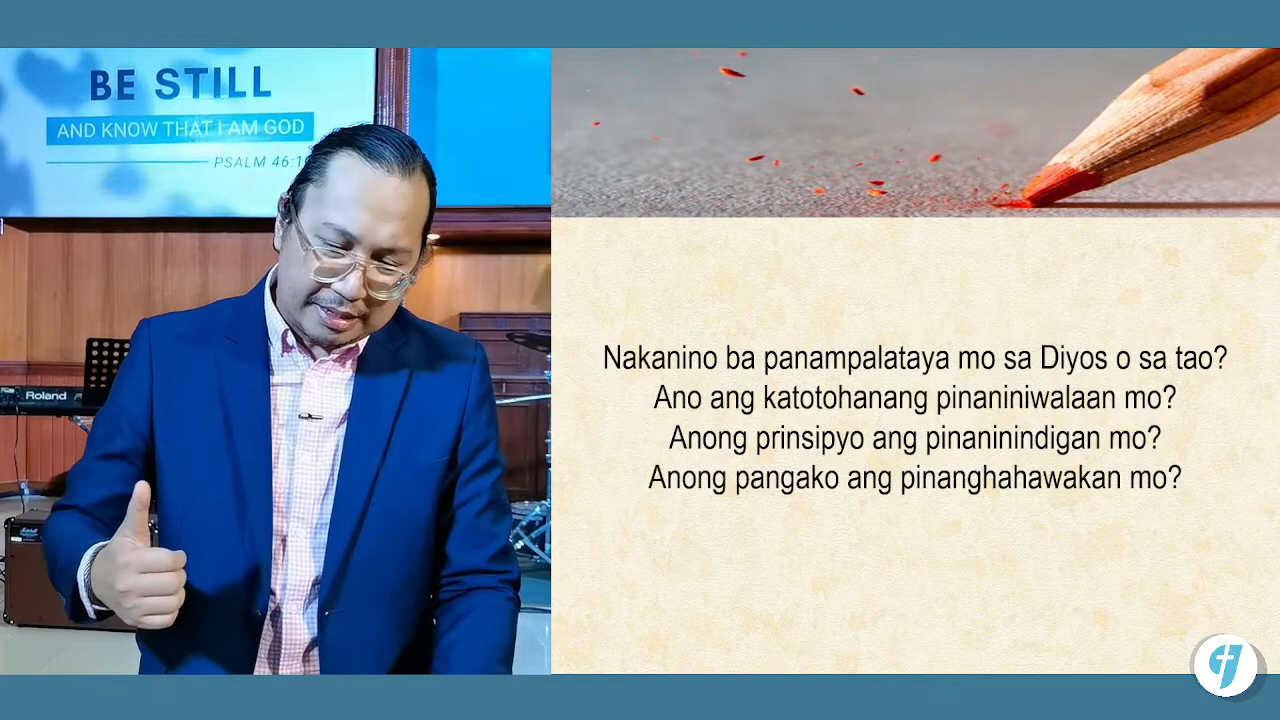 BE STILL
AND KNOW THAT I AM GOD
PSALM 46:1
Roland
Marshall
Nakanino ba panampalataya mo sa Diyos o sa tao?
Ano ang katotohanang pinaniniwalaan mo?
Anong prinsipyo ang pinaninindigan mo?
Anong pangako ang pinanghahawakan mo?